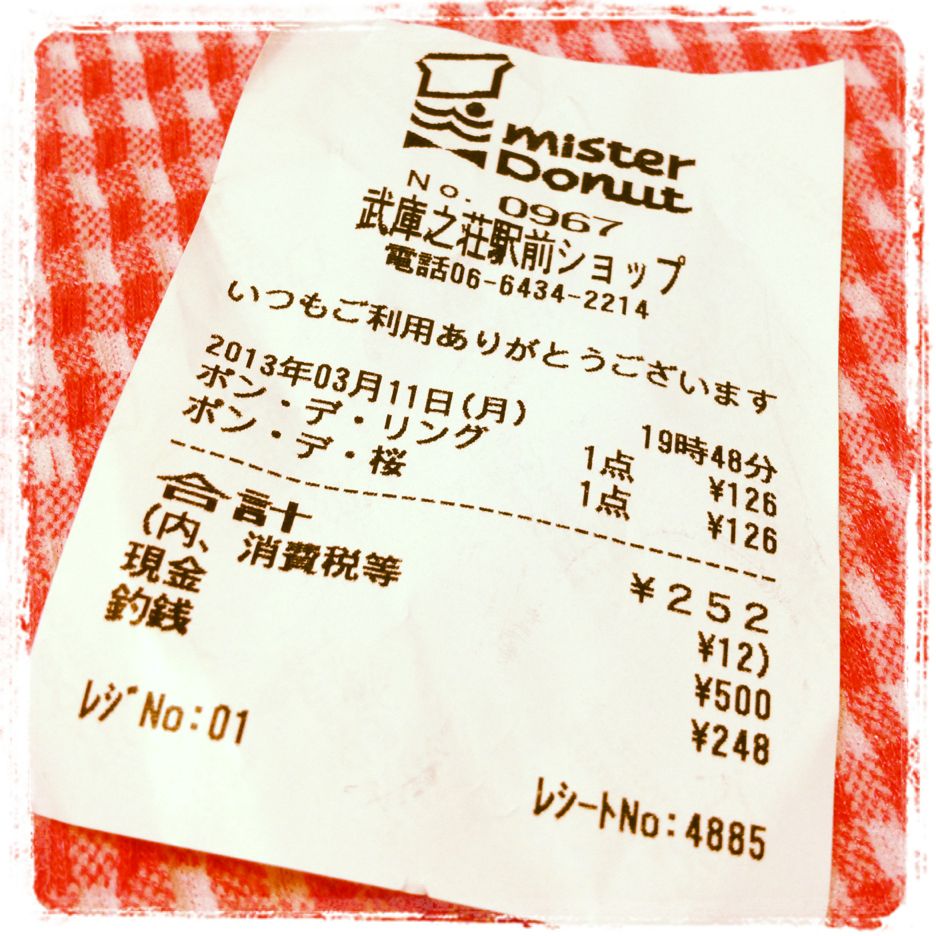 mister
Donut
No. 0967
武庫之荘駅前ショップ
電話06-6434-2214
いつもご利用ありがとうございます
2013年03月11日(月) 19時48分
ポン・デ・リング 1点 ¥126
ポン・デ・桜 1点 ¥126
合計 ¥252
(内、 消費税等 ¥12)
現金 ¥500
釣銭 ¥248
ﾚｼﾞNo:01
ﾚｼｰﾄNo:4885